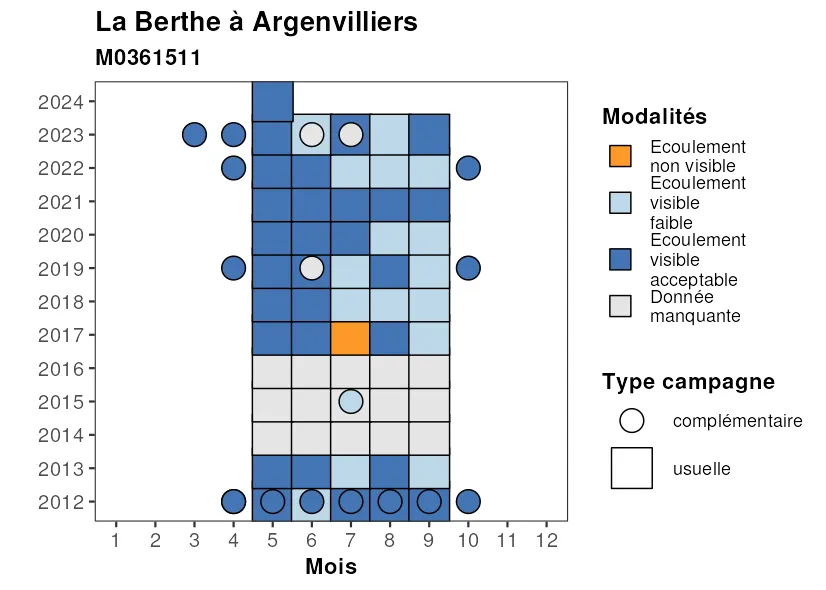 La Berthe à Argenvilliers
M0361511
2024
2023
2022
2021
2020
2019
2018
2017
2016
2015
2014
2013
2012
1 2 3 4 5 6 7 8 9 10 11 12
Mois
Modalités
Ecoulement
non visible
Ecoulement
visible
faible
Ecoulement
visible
acceptable
Donnée
manquante
Type campagne
complémentaire
usuelle